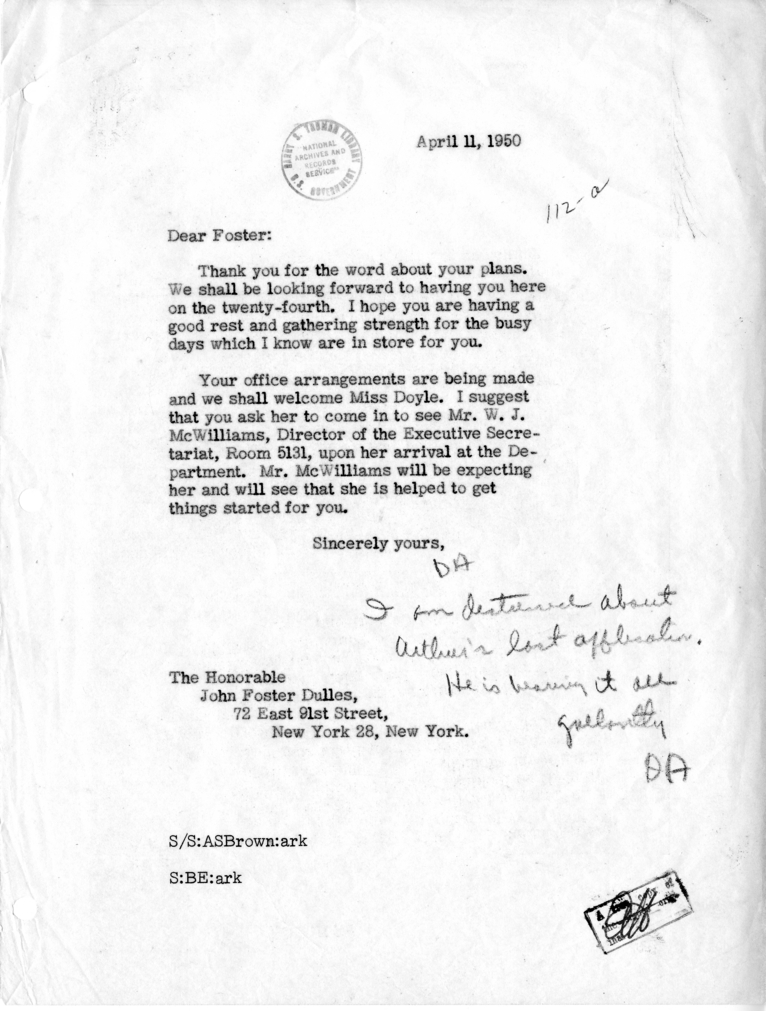 HARRY S. TRUMAN LIBRARY
NATIONAL
ARCHIVES AND
RECORDS
SERVICE
U.S. GOVERNMENT
April 11, 1950
112-a
Dear Foster:
Thank you for the word about your plans.
We shall be looking forward to having you here
on the twenty-fourth. I hope you are having a
good rest and gathering strength for the busy
days which I know are in store for you.
Your office arrangements are being made
and we shall welcome Miss Doyle. I suggest
that you ask her to come in to see Mr. W. J.
McWilliams, Director of the Executive Secre-
tariat, Room 5131, upon her arrival at the De-
partment. Mr. McWilliams will be expecting
her and will see that she is helped to get
things started for you.
Sincerely yours,
DA
I am distressed about
Arthur's last affliction.
He is bearing it all
gallantly
DA
The Honorable
John Foster Dulles,
72 East 91st Street,
New York 28, New York.
S/S:ASBrown:ark
S:BE:ark